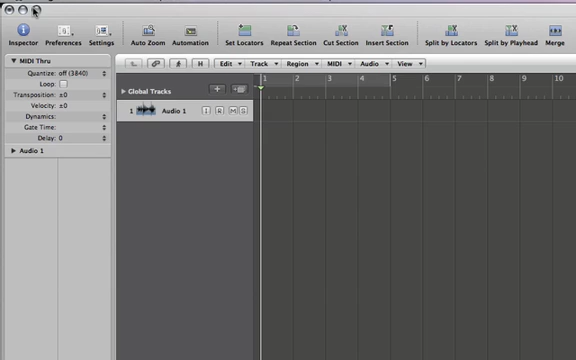 Inspector Preferences Settings Auto Zoom Automation Set Locators Repeat Section Cut Section Insert Section Split by Locators Split by Playhead Merge
MIDI Thru
Quantize: off (3840)
Loop:
Transposition: ±0
Velocity: ±0
Dynamics:
Gate Time:
Delay: 0
Audio 1
H Edit Track Region MIDI Audio View
1 2 3 4 5 6 7 8 9 10
Global Tracks
1 Audio 1 I R M S